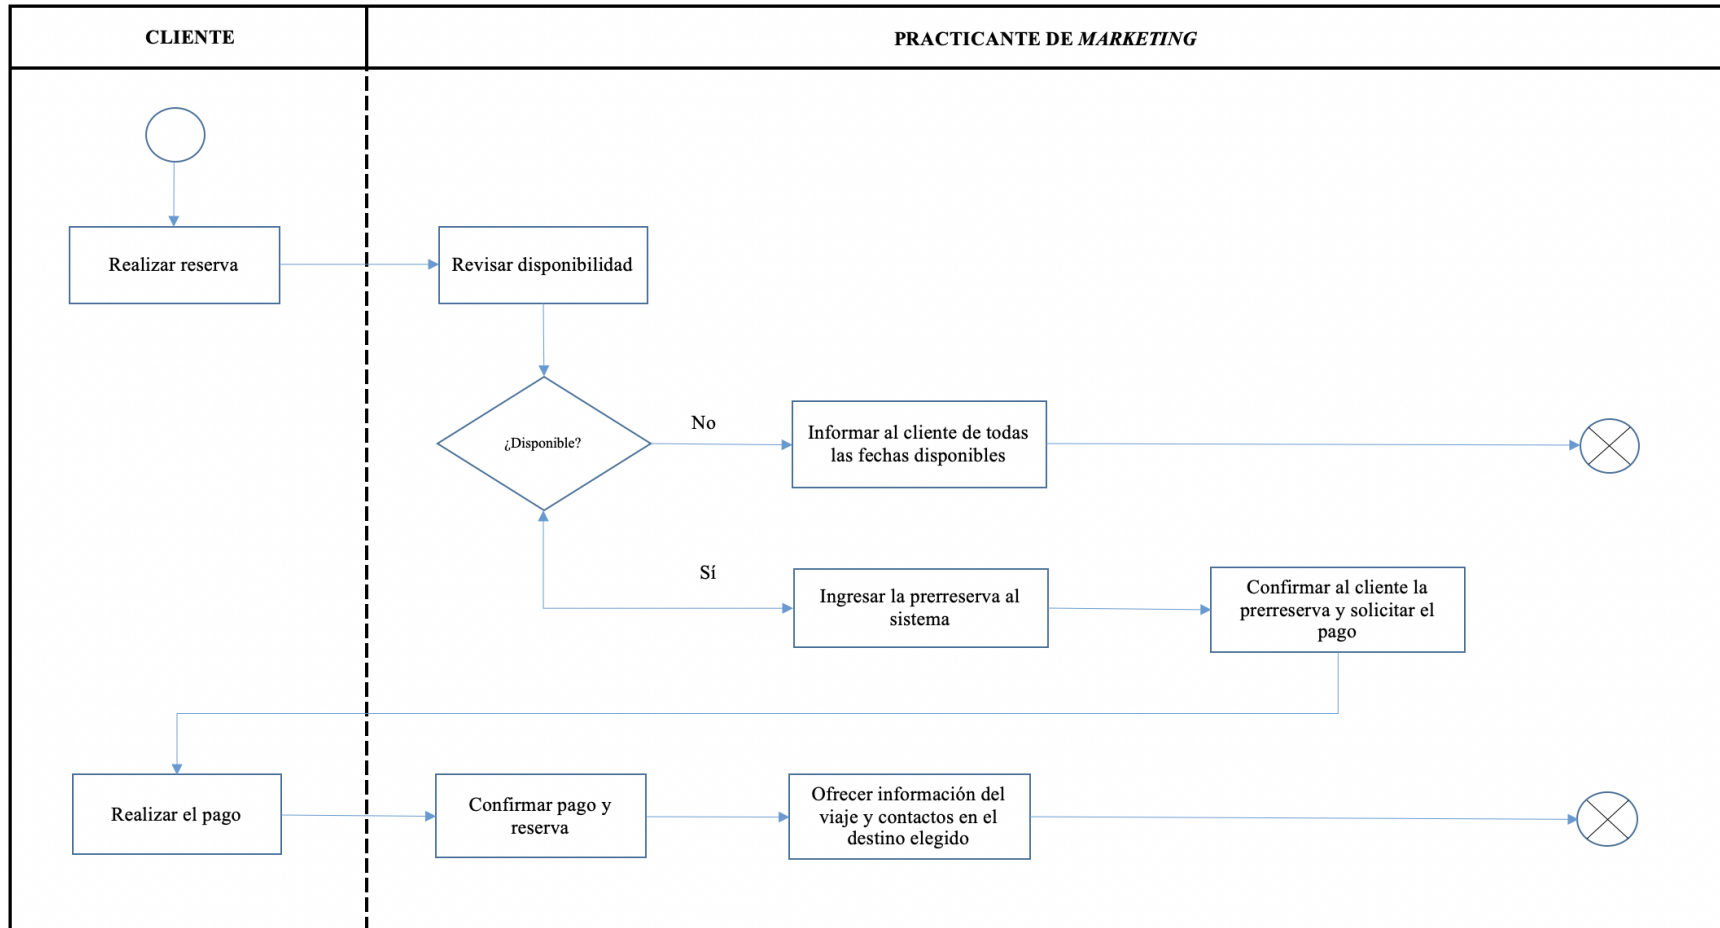 CLIENTE
PRACTICANTE DE MARKETING
Realizar reserva
Revisar disponibilidad
¿Disponible?
No
Informar al cliente de todas
las fechas disponibles
Sí
Ingresar la prerreserva al
sistema
Confirmar al cliente la
prerreserva y solicitar el
pago
Realizar el pago
Confirmar pago y
reserva
Ofrecer información del
viaje y contactos en el
destino elegido